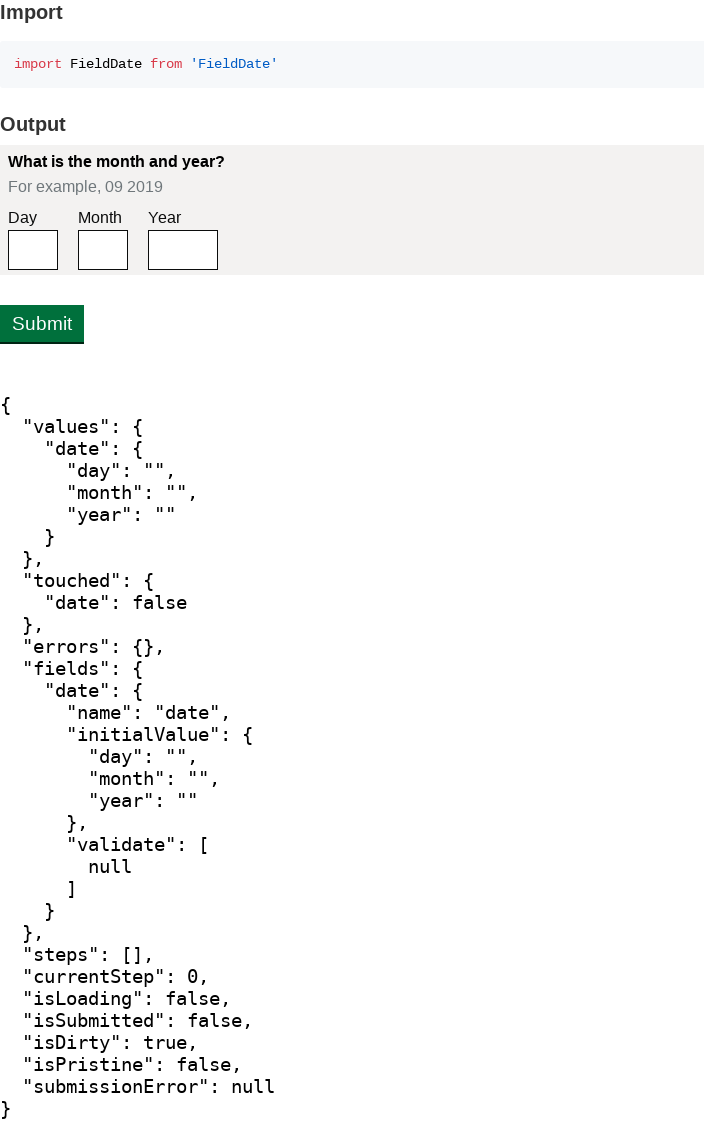 Import
import FieldDate from 'FieldDate'
Output
What is the month and year?
For example, 09 2019
Day Month Year
Submit
{
  "values": {
    "date": {
      "day": "",
      "month": "",
      "year": ""
    }
  },
  "touched": {
    "date": false
  },
  "errors": {},
  "fields": {
    "date": {
      "name": "date",
      "initialValue": {
        "day": "",
        "month": "",
        "year": ""
      },
      "validate": [
        null
      ]
    }
  },
  "steps": [],
  "currentStep": 0,
  "isLoading": false,
  "isSubmitted": false,
  "isDirty": true,
  "isPristine": false,
  "submissionError": null
}